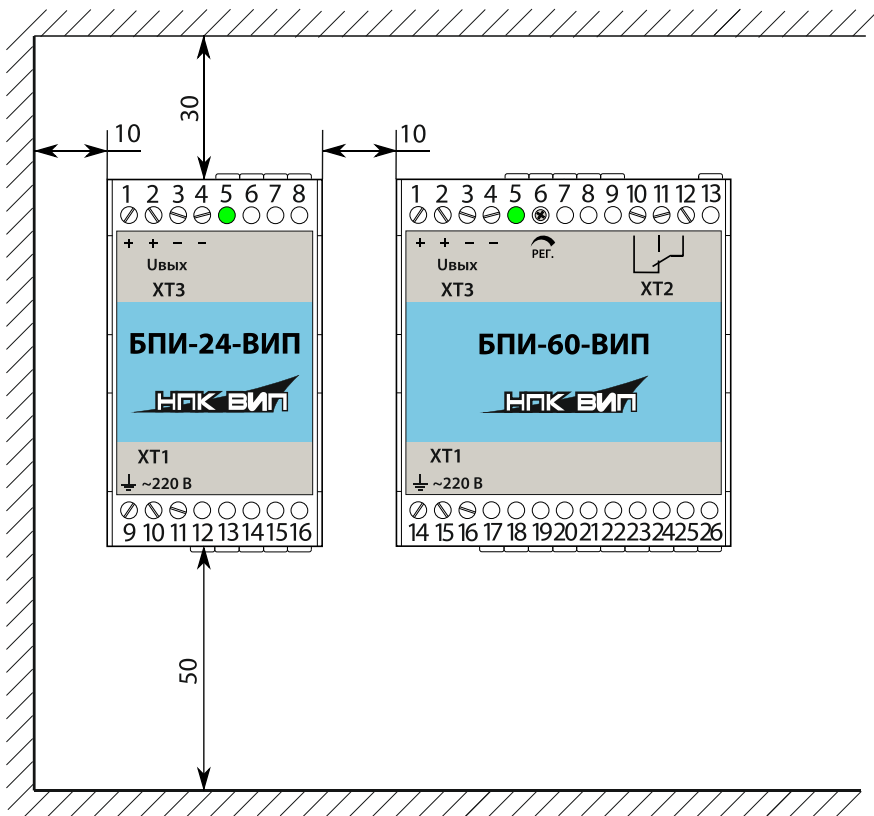 30
10
10
1 2 3 4 5 6 7 8
+ + − −
Uвых
XT3
БПИ-24-ВИП
НПК ВИП
XT1
~220 В
9 10 11 12 13 14 15 16
1 2 3 4 5 6 7 8 9 10 11 12 13
+ + − −
РЕГ.
Uвых
XT3
XT2
БПИ-60-ВИП
НПК ВИП
XT1
~220 В
14 15 16 17 18 19 20 21 22 23 24 25 26
50